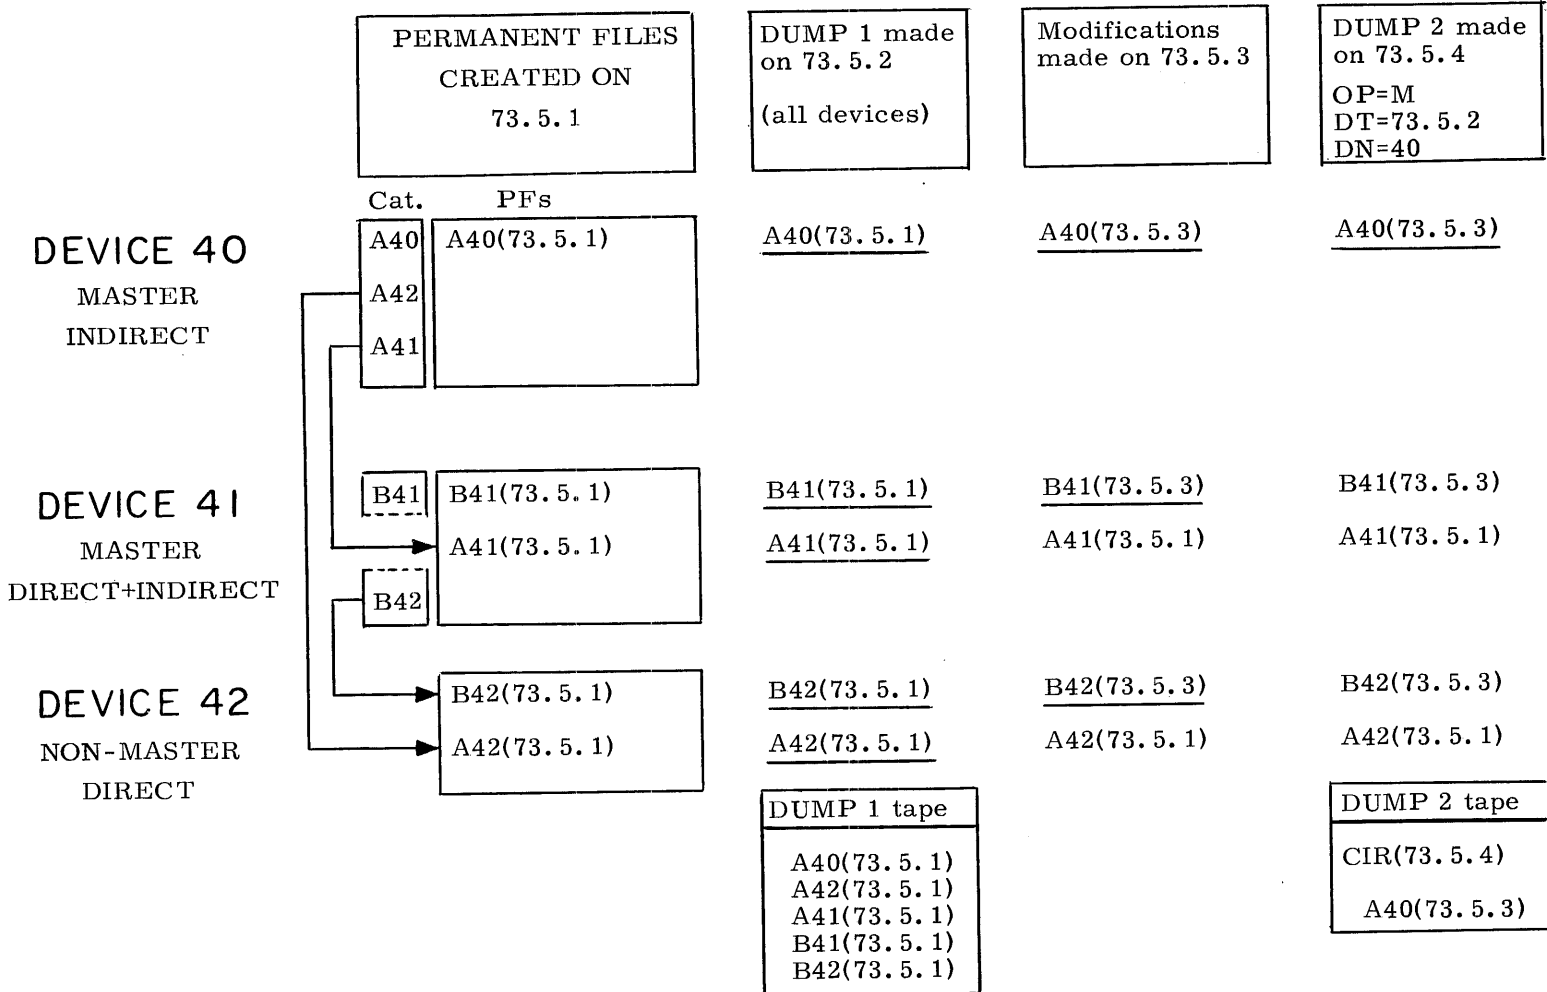 PERMANENT FILES
CREATED ON
73.5.1
DUMP 1 made
on 73.5.2
(all devices)
Modifications
made on 73.5.3
DUMP 2 made
on 73.5.4
OP=M
DT=73.5.2
DN=40
Cat. PFs
DEVICE 40
MASTER
INDIRECT
A40 A40(73.5.1) A40(73.5.1) A40(73.5.3) A40(73.5.3)
A42
A41
DEVICE 41
MASTER
DIRECT+INDIRECT
B41 B41(73.5.1) B41(73.5.1) B41(73.5.3) B41(73.5.3)
A41(73.5.1) A41(73.5.1) A41(73.5.1) A41(73.5.1)
B42
DEVICE 42
NON-MASTER
DIRECT
B42(73.5.1) B42(73.5.1) B42(73.5.3) B42(73.5.3)
A42(73.5.1) A42(73.5.1) A42(73.5.1) A42(73.5.1)
DUMP 1 tape
A40(73.5.1)
A42(73.5.1)
A41(73.5.1)
B41(73.5.1)
B42(73.5.1)
DUMP 2 tape
CIR(73.5.4)
A40(73.5.3)